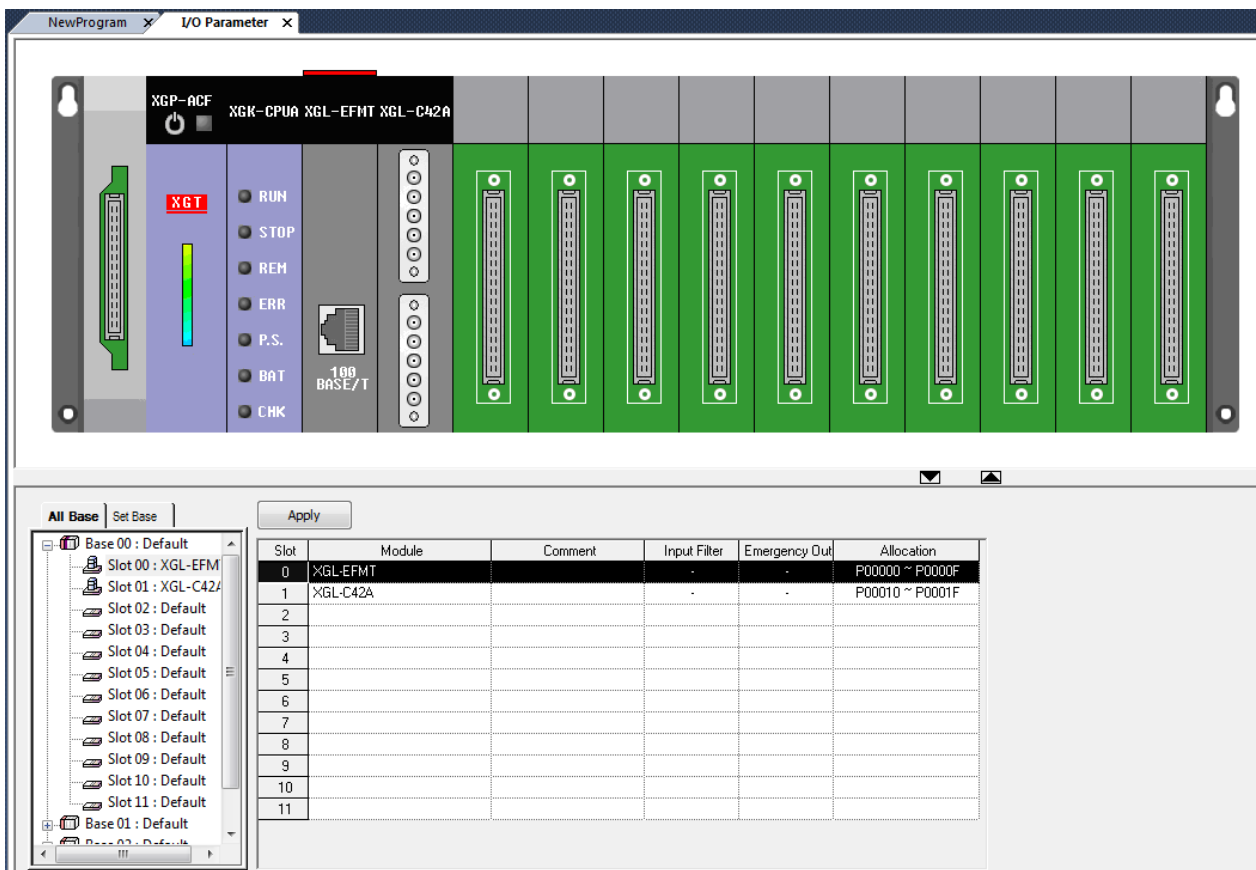 NewProgram
I/O Parameter
XGP-ACF
XGK-CPUA XGL-EFMT XGL-C42A
XGT
RUN
STOP
REM
ERR
P.S.
BAT
CHK
100
BASE/T
All Base
Set Base
Apply
Base 00 : Default
Slot 00 : XGL-EFM
Slot 01 : XGL-C42A
Slot 02 : Default
Slot 03 : Default
Slot 04 : Default
Slot 05 : Default
Slot 06 : Default
Slot 07 : Default
Slot 08 : Default
Slot 09 : Default
Slot 10 : Default
Slot 11 : Default
Base 01 : Default
Slot Module Comment Input Filter Emergency Out Allocation
0 XGL-EFMT - - P00000 ~ P0000F
1 XGL-C42A - - P00010 ~ P0001F
2
3
4
5
6
7
8
9
10
11